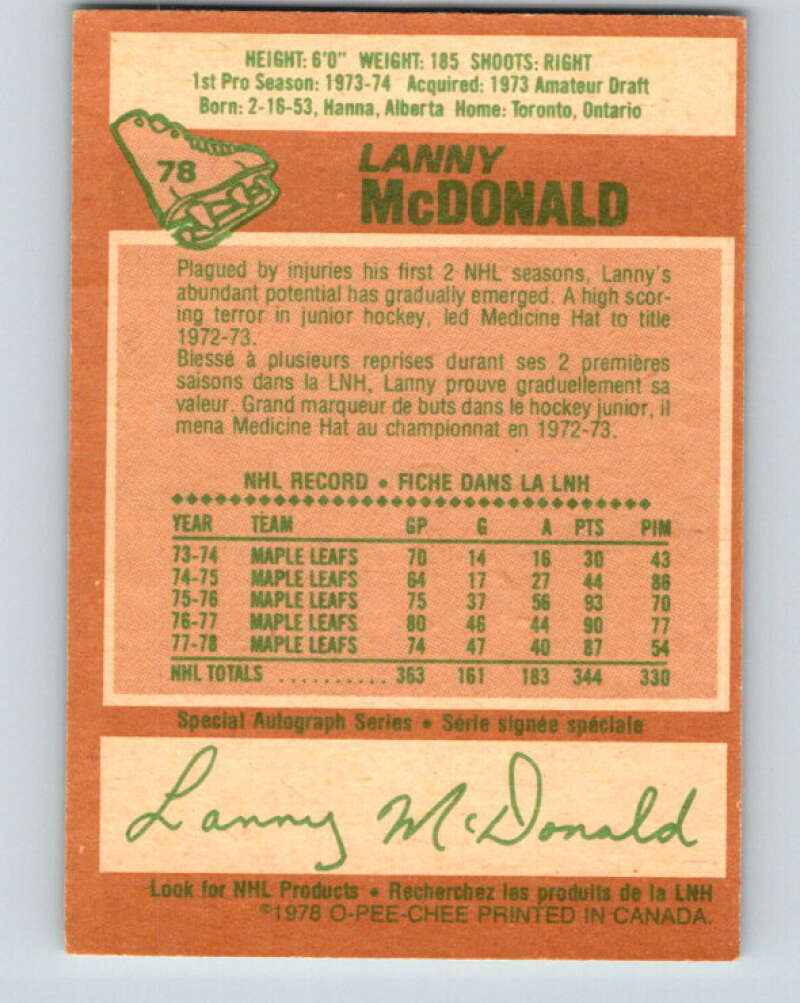 HEIGHT: 6'0" WEIGHT: 185 SHOOTS: RIGHT
1st Pro Season: 1973-74 Acquired: 1973 Amateur Draft
Born: 2-16-53, Hanna, Alberta Home: Toronto, Ontario
78
LANNY
McDONALD
Plagued by injuries his first 2 NHL seasons, Lanny's
abundant potential has gradually emerged. A high scor-
ing terror in junior hockey, led Medicine Hat to title
1972-73.
Blessé à plusieurs reprises durant ses 2 premières
saisons dans la LNH, Lanny prouve graduellement sa
valeur. Grand marqueur de buts dans le hockey junior, il
mena Medicine Hat au championnat en 1972-73.
NHL RECORD • FICHE DANS LA LNH
YEAR TEAM GP G A PTS PIM
73-74 MAPLE LEAFS 70 14 16 30 43
74-75 MAPLE LEAFS 64 17 27 44 86
75-76 MAPLE LEAFS 75 37 56 93 70
76-77 MAPLE LEAFS 80 46 44 90 77
77-78 MAPLE LEAFS 74 47 40 87 54
NHL TOTALS .......... 363 161 183 344 330
Special Autograph Series • Série signée spéciale
Lanny McDonald
Look for NHL Products • Recherchez les produits de la LNH
©1978 O-PEE-CHEE PRINTED IN CANADA.